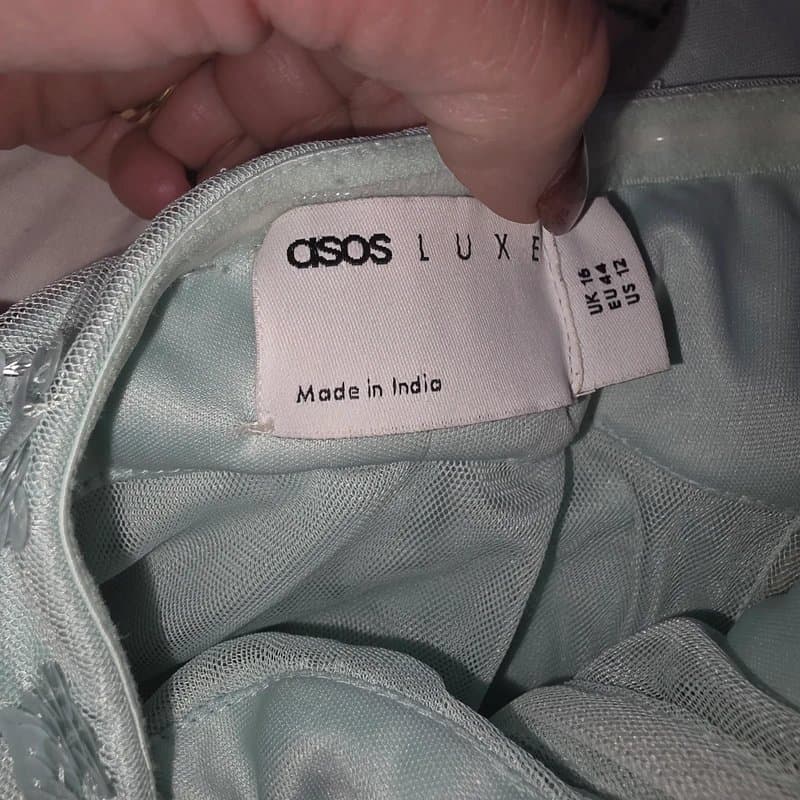 asos LUXE
Made in India
UK 16
EU 44
US 12